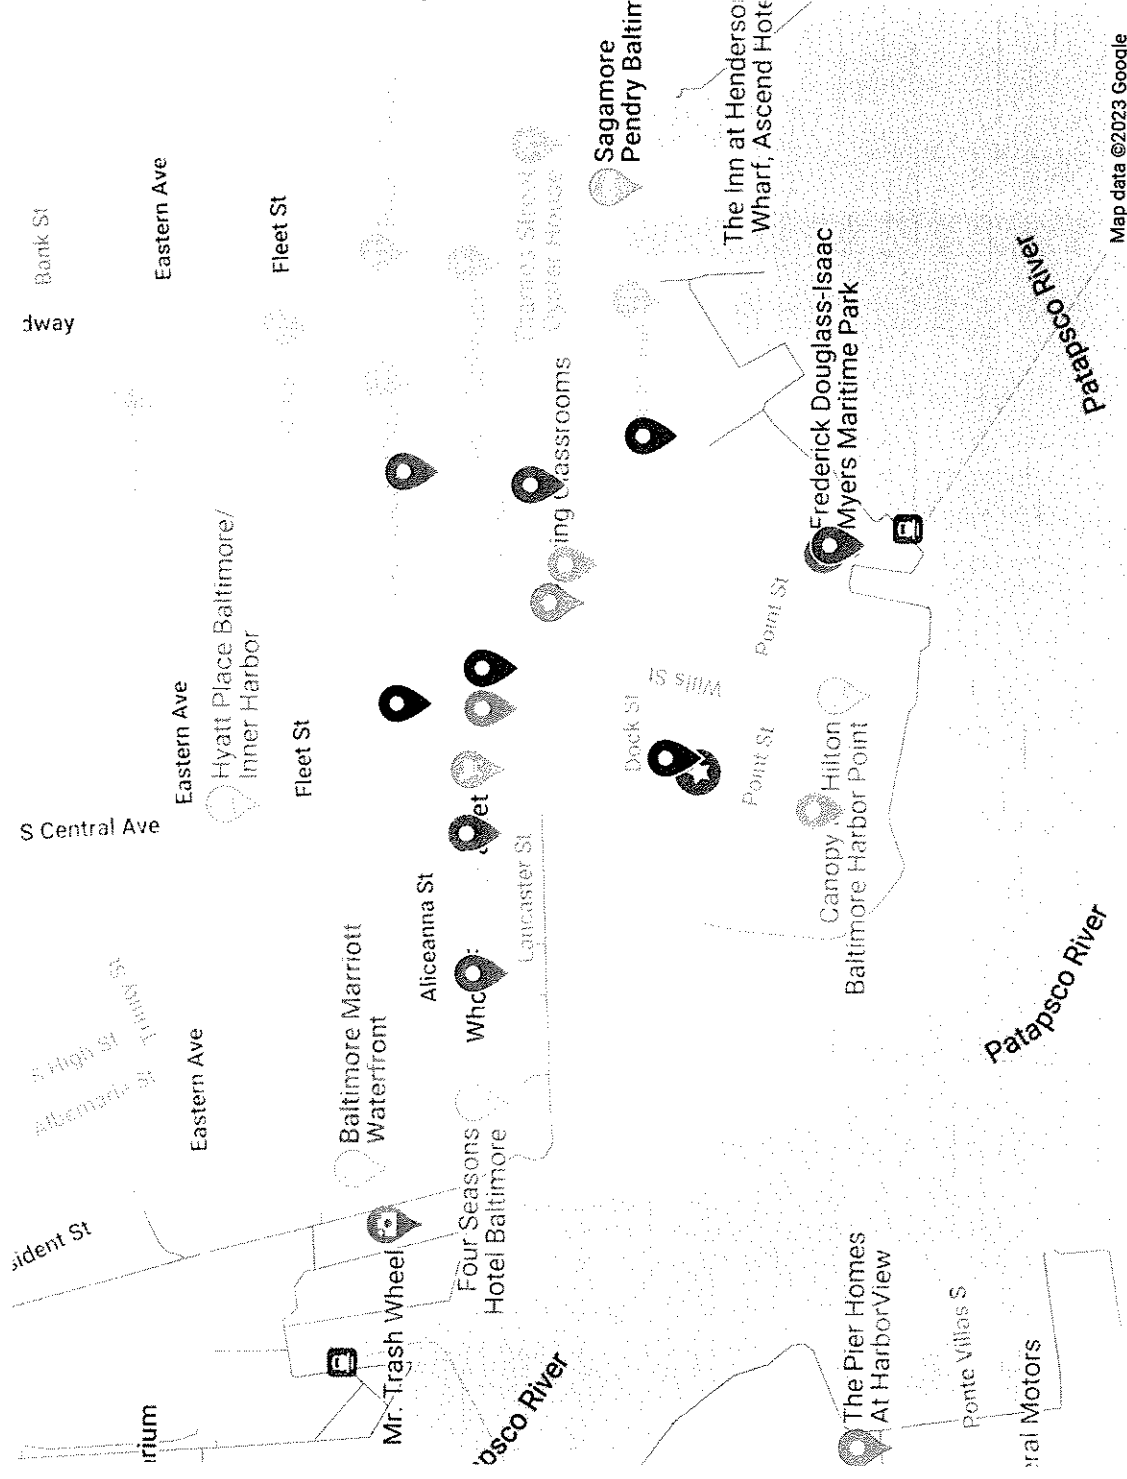 Bank St
Eastern Ave
Fleet St
dway
Sagamore
Pendry Baltim
The Inn at Henderso
Wharf, Ascend Hote
Map data ©2023 Google
Patapsco River
Frederick Douglass-Isaac
Myers Maritime Park
ing Classrooms
Hyatt Place Baltimore/
Inner Harbor
Eastern Ave
Fleet St
S Central Ave
Point St
Wills St
Dock St
Point St
Canopy Hilton
Baltimore Harbor Point
Lancaster St
Aliceanna St
Baltimore Marriott
Waterfront
Patapsco River
S High St
Albemarle St
Eastern Ave
Four Seasons
Hotel Baltimore
sident St
Mr. Trash Wheel
The Pier Homes
At HarborView
Ponte Villas S
eral Motors
psco River
rium